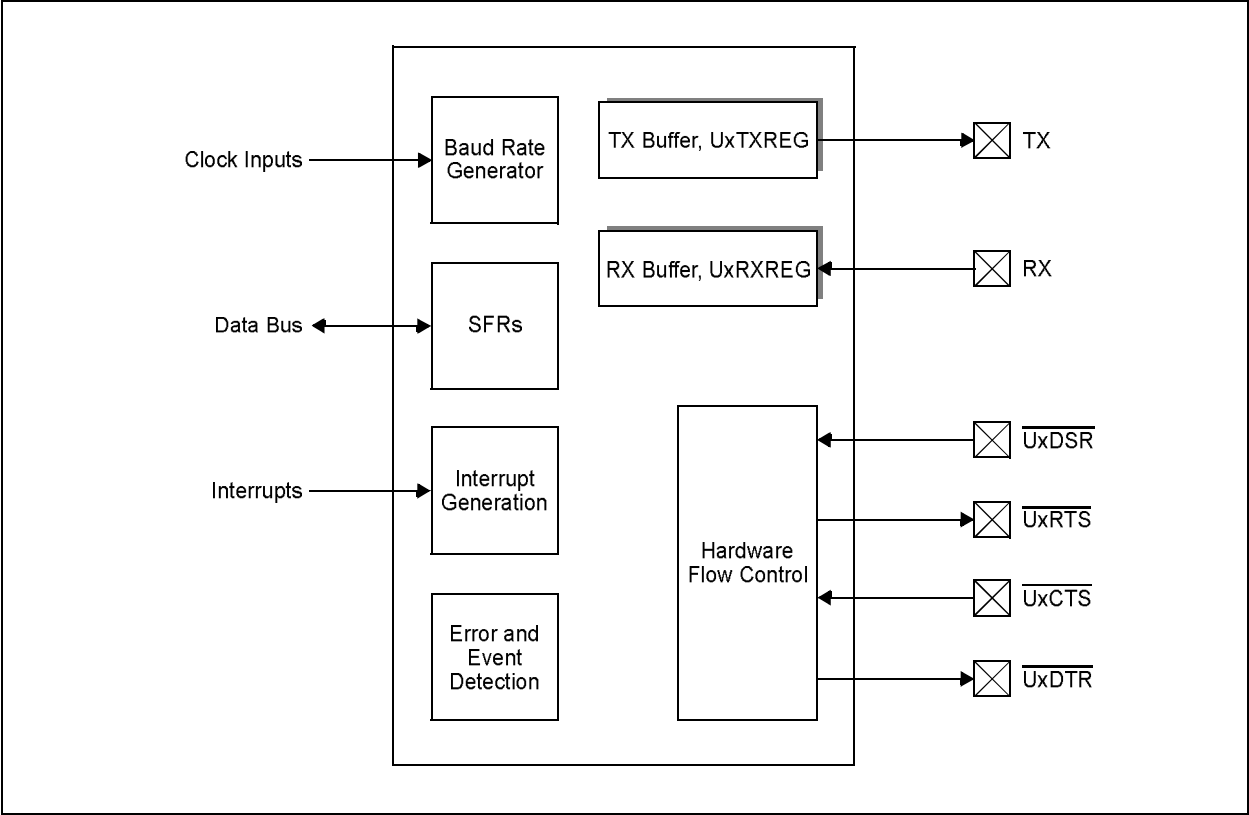 Clock Inputs
Baud Rate
Generator
TX Buffer, UxTXREG
TX
RX Buffer, UxRXREG
RX
Data Bus
SFRs
Interrupts
Interrupt
Generation
Error and
Event
Detection
Hardware
Flow Control
UxDSR
UxRTS
UxCTS
UxDTR